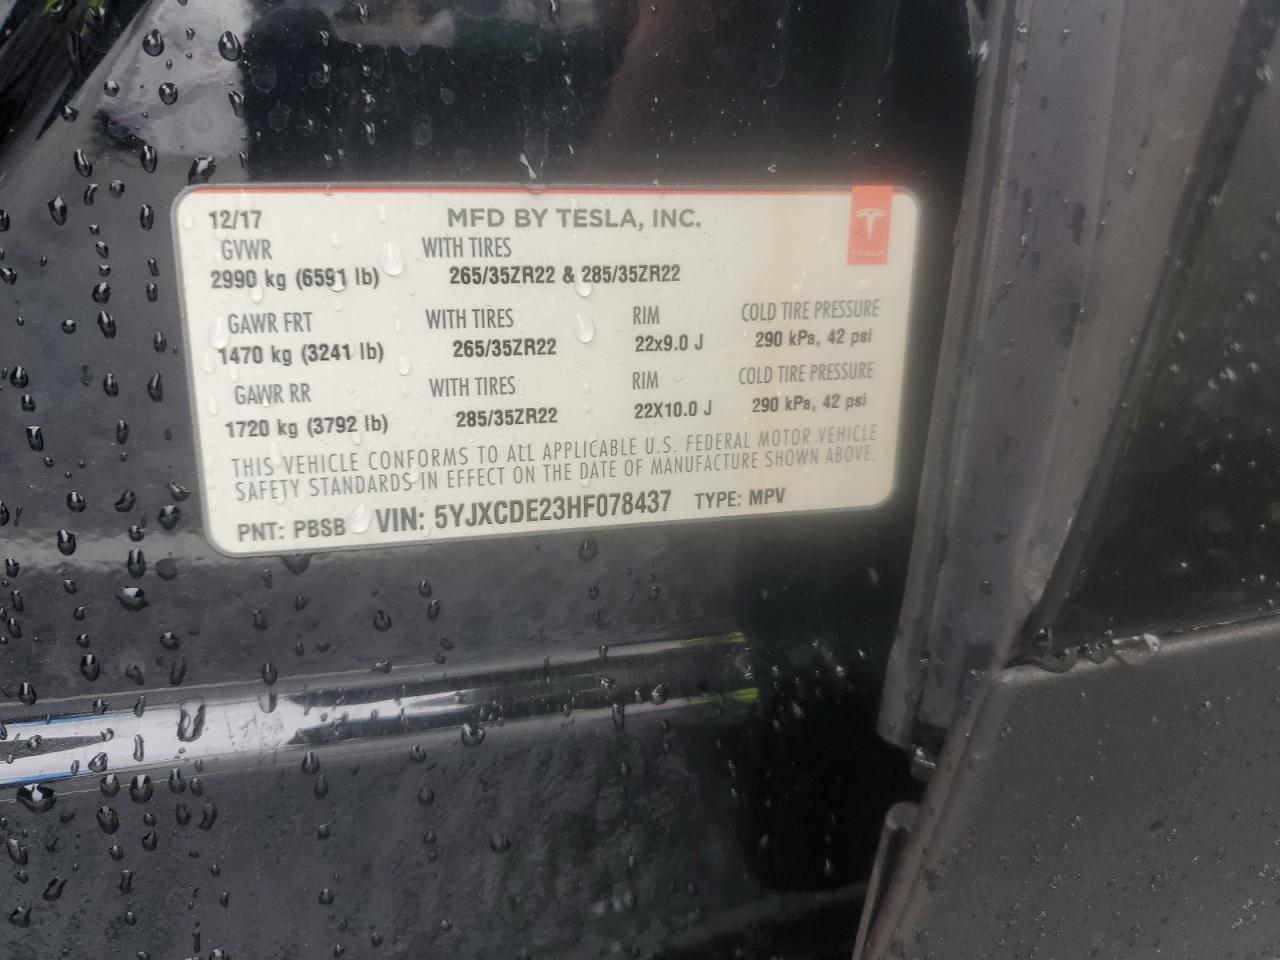 12/17 MFD BY TESLA, INC.
GVWR WITH TIRES
2990 kg (6591 lb) 265/35ZR22 & 285/35ZR22
GAWR FRT WITH TIRES RIM COLD TIRE PRESSURE
1470 kg (3241 lb) 265/35ZR22 22x9.0 J 290 kPa, 42 psi
GAWR RR WITH TIRES RIM COLD TIRE PRESSURE
1720 kg (3792 lb) 285/35ZR22 22X10.0 J 290 kPa, 42 psi
THIS VEHICLE CONFORMS TO ALL APPLICABLE U.S. FEDERAL MOTOR VEHICLE
SAFETY STANDARDS IN EFFECT ON THE DATE OF MANUFACTURE SHOWN ABOVE.
PNT: PBSB VIN: 5YJXCDE23HF078437 TYPE: MPV
TESLA